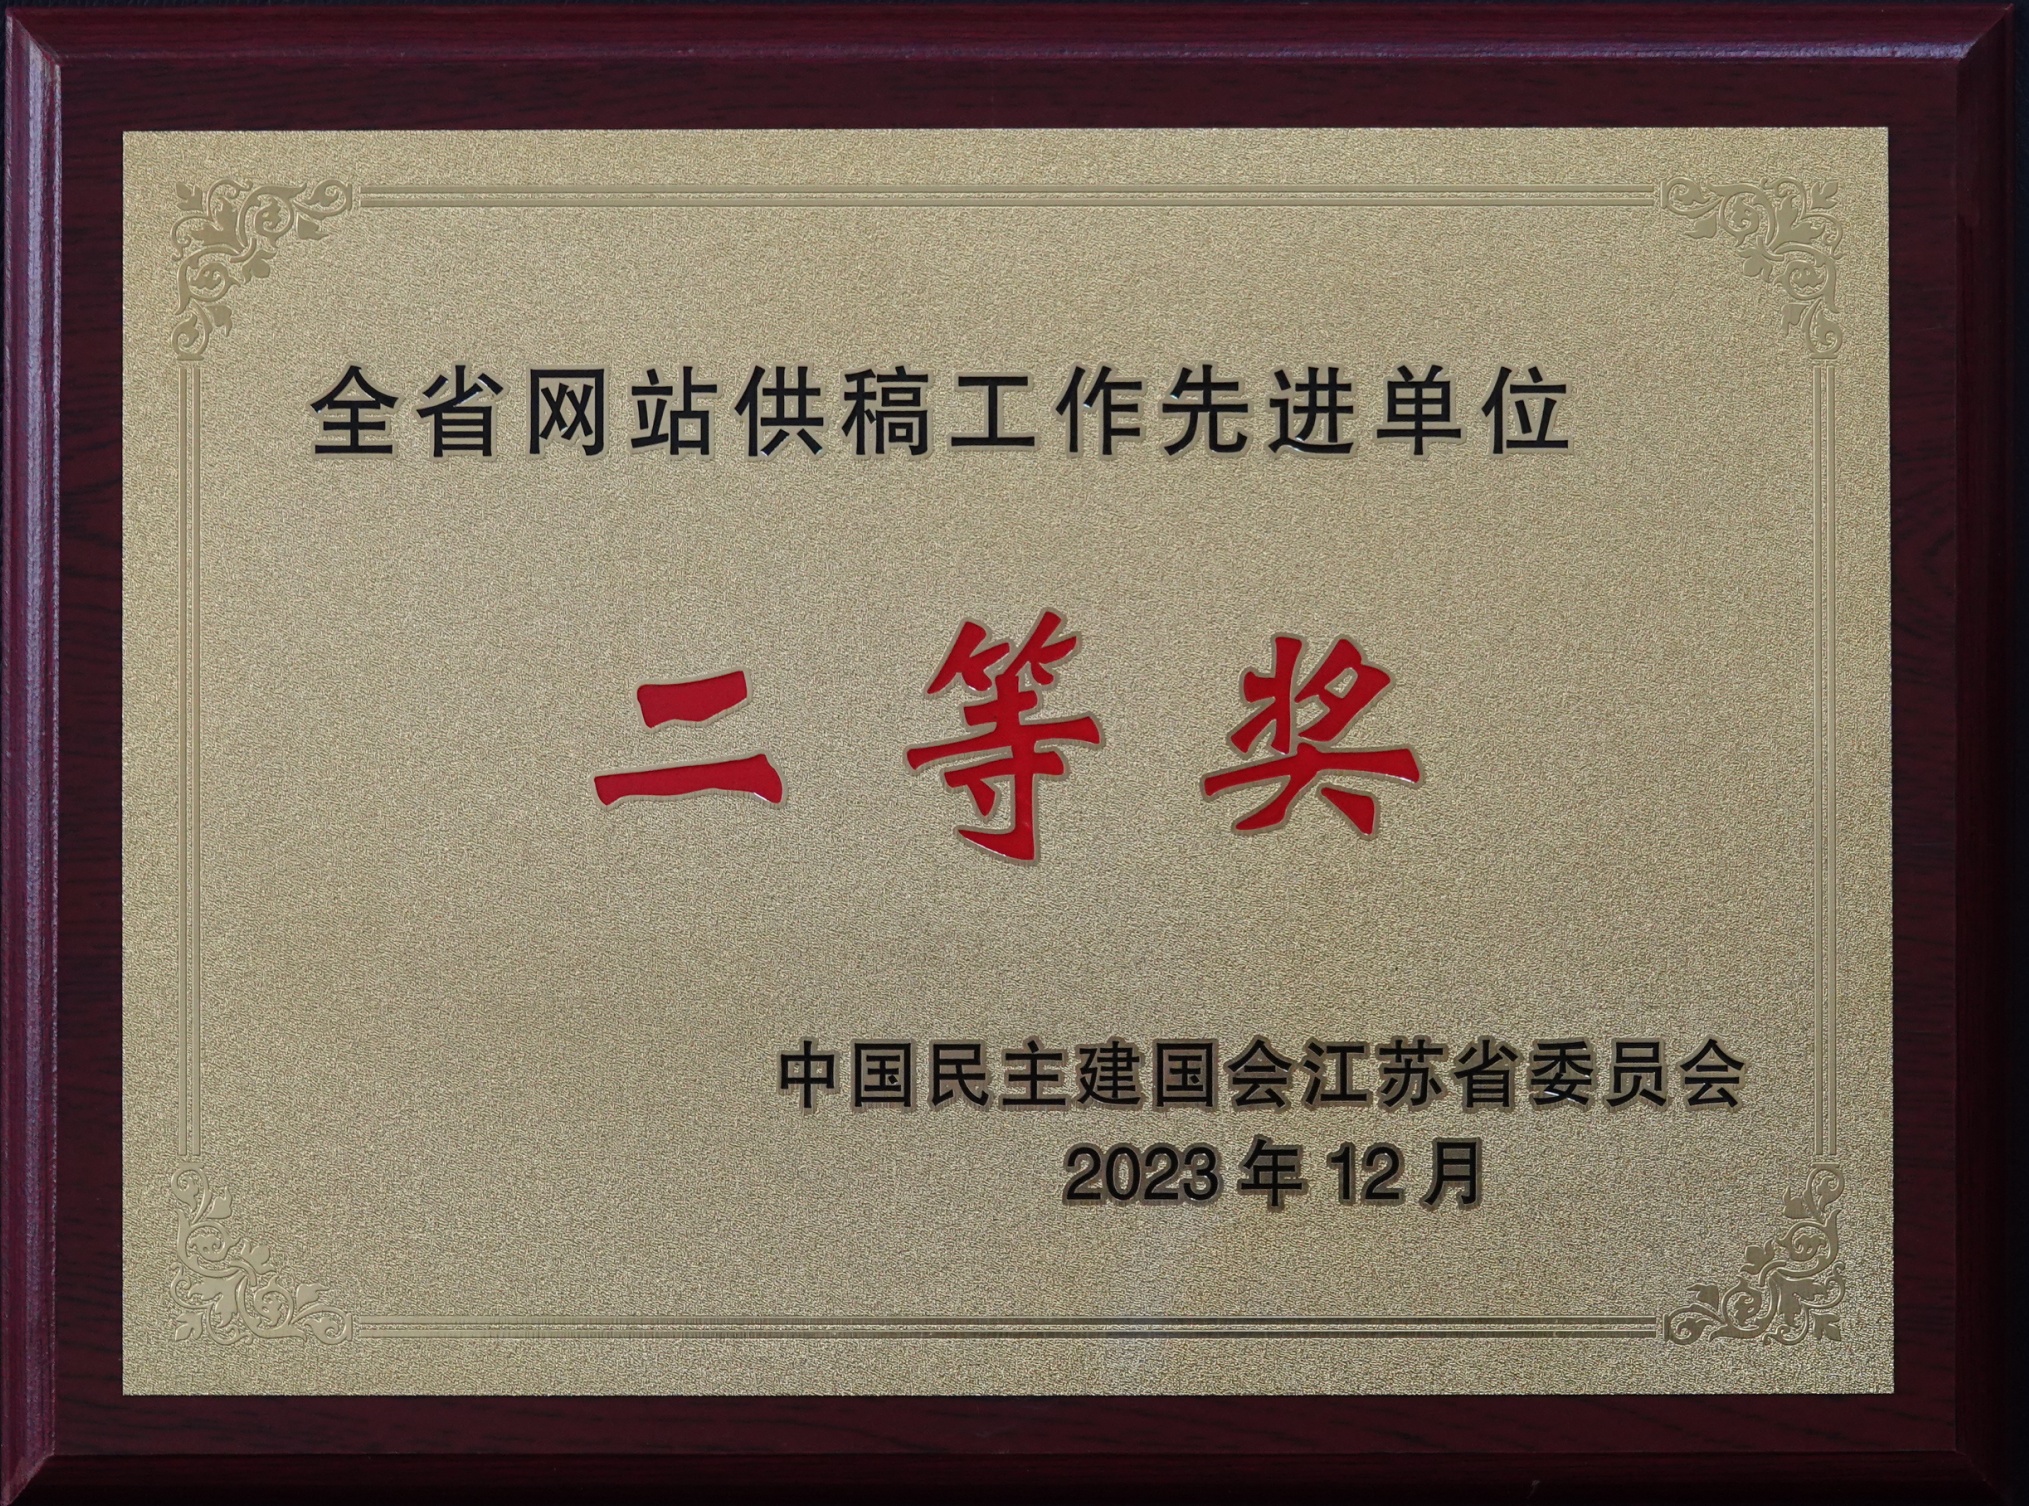 全省网站供稿工作先进单位
二等奖
中国民主建国会江苏省委员会
2023年12月